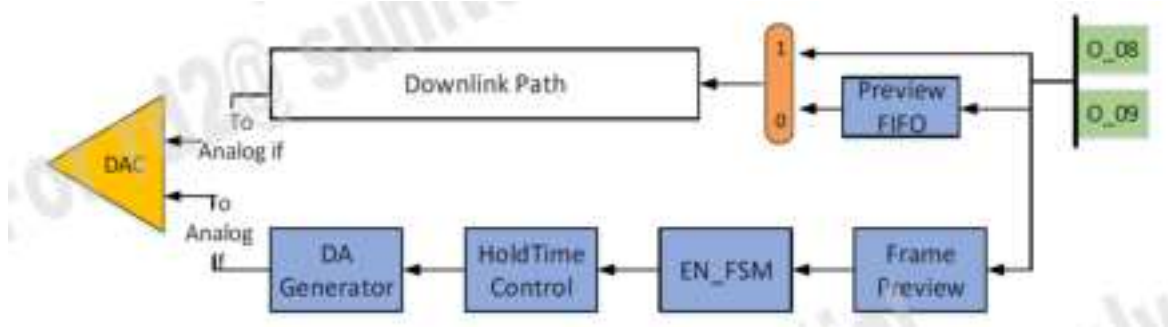 1
O_08
Downlink Path
Preview
FIFO
0
O_09
To
Analog if
DAC
To
Analog
if
DA
Generator
HoldTime
Control
EN_FSM
Frame
Preview